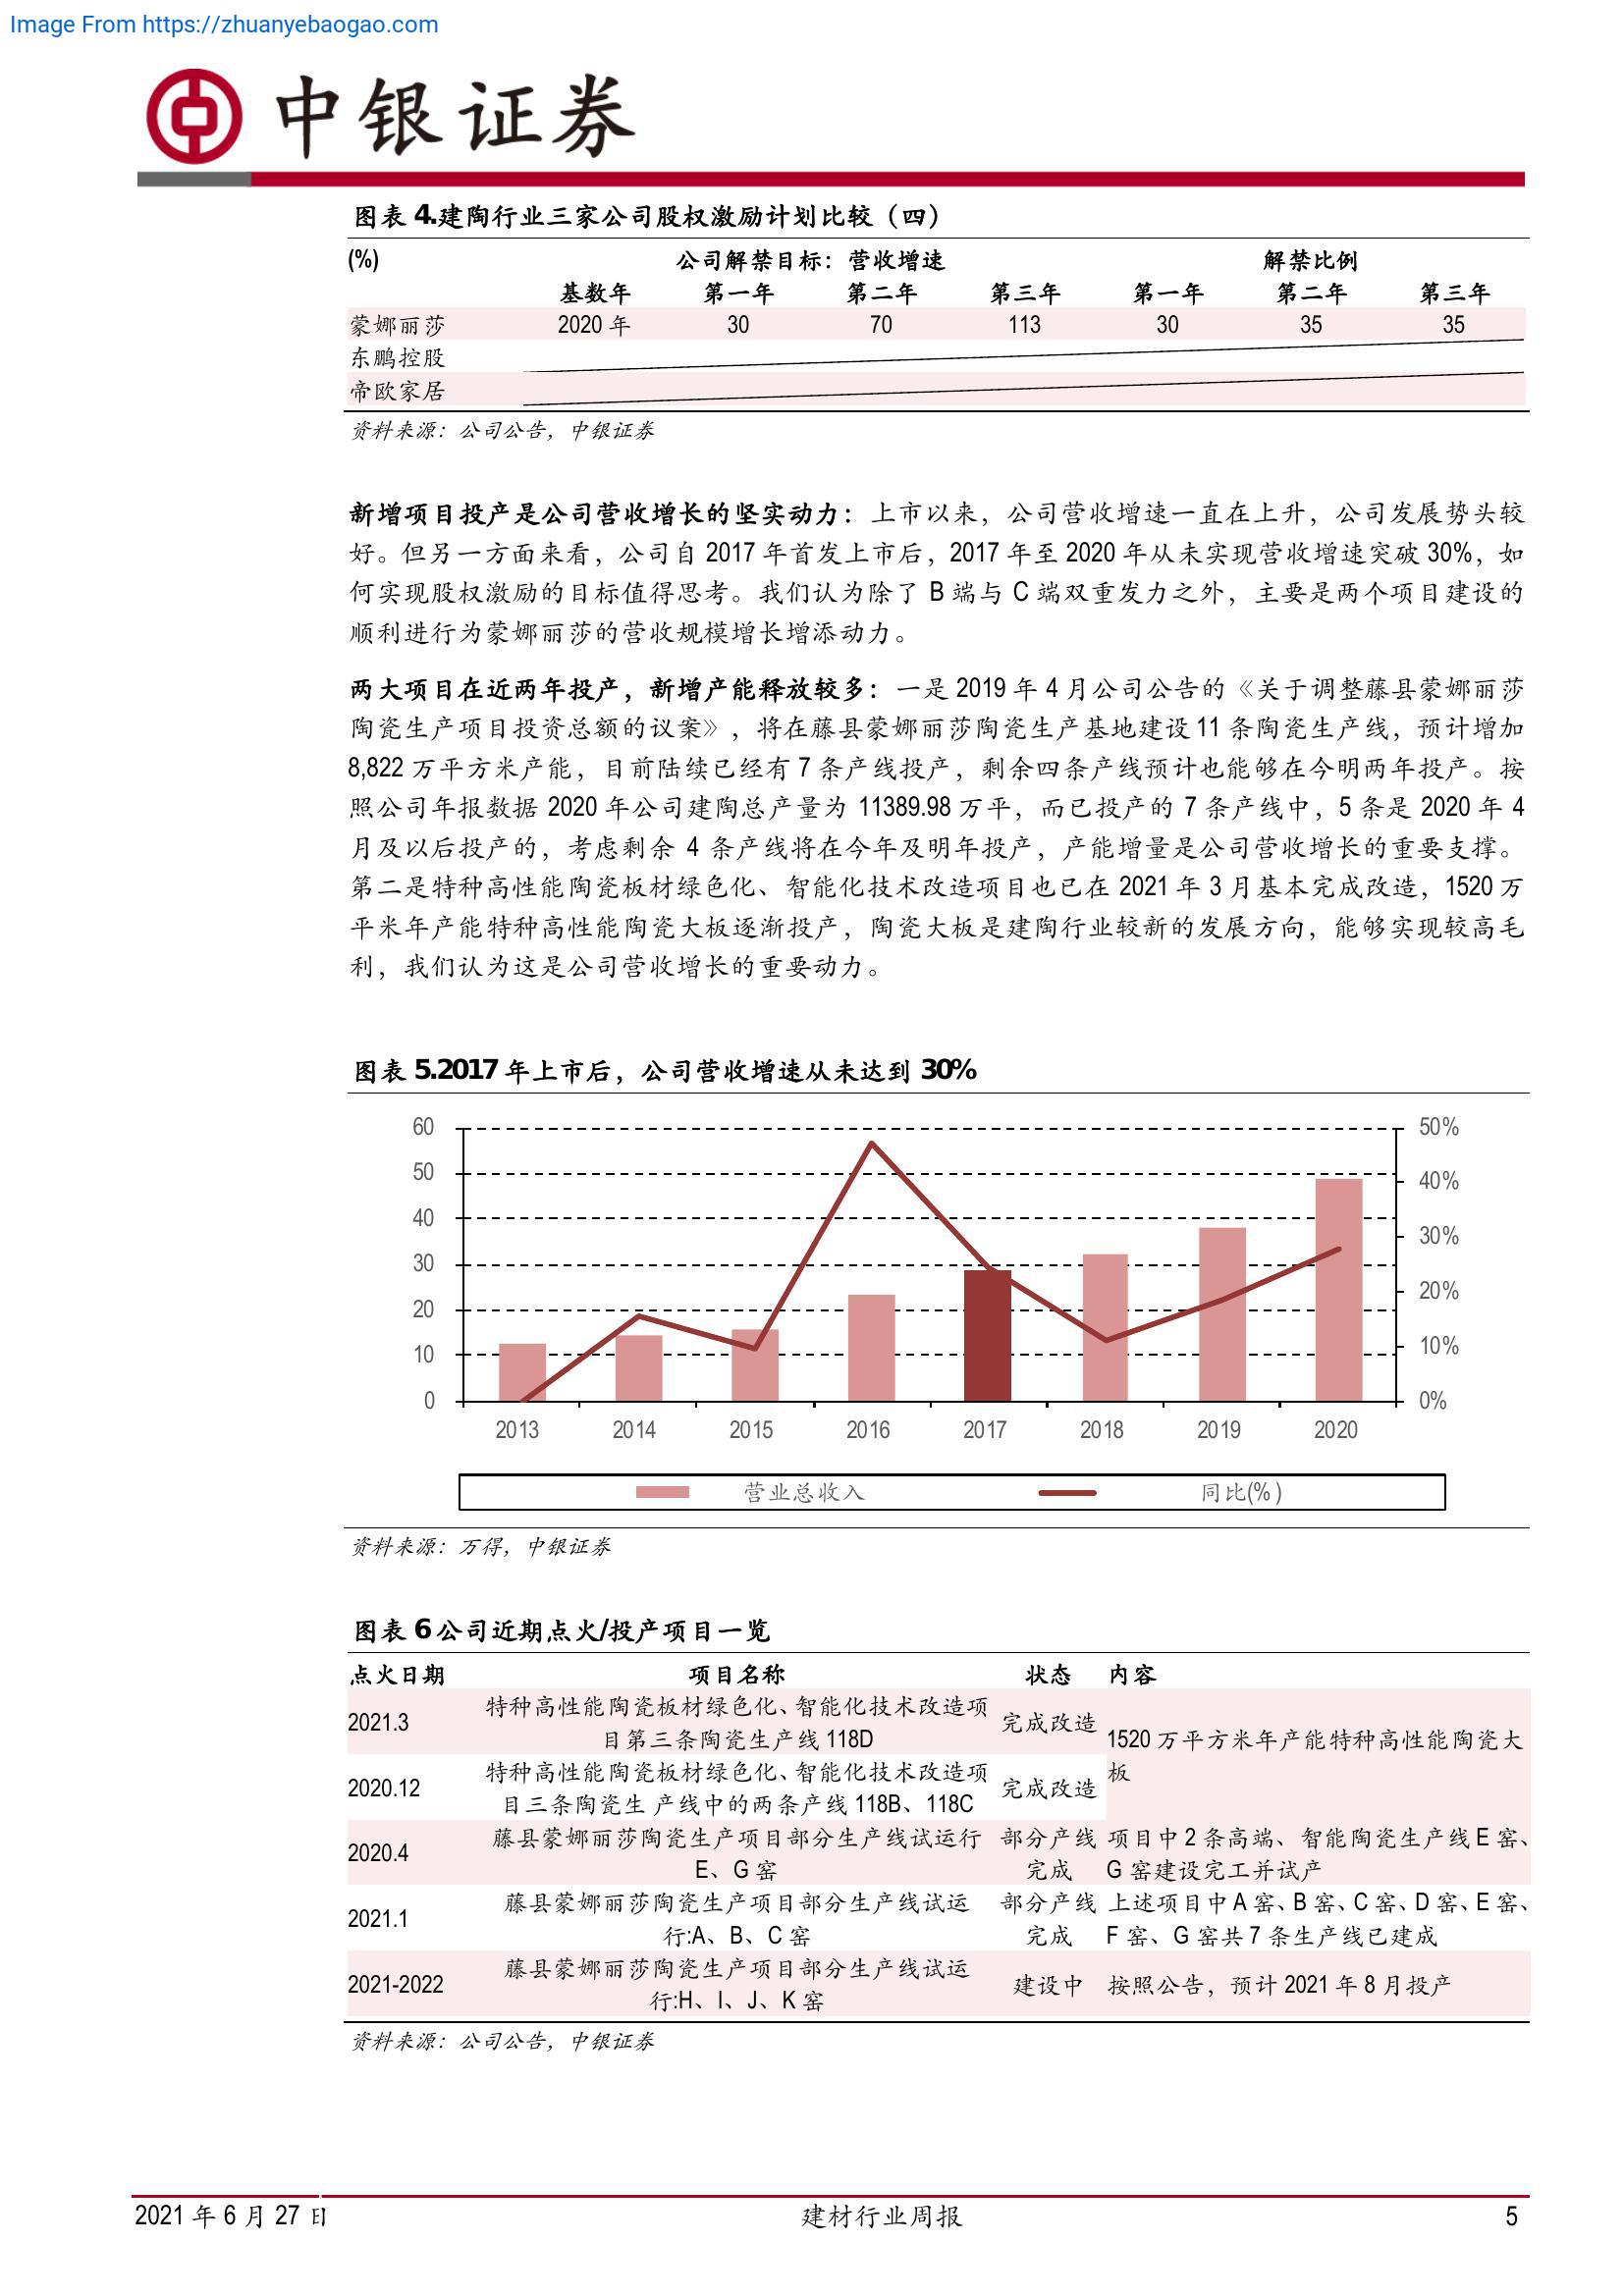 Image From https://zhuanyebaogao.com
中银证券
图表 4.建陶行业三家公司股权激励计划比较（四）
(%) 公司解禁目标：营收增速 解禁比例
基数年 第一年 第二年 第三年 第一年 第二年 第三年
蒙娜丽莎 2020 年 30 70 113 30 35 35
东鹏控股
帝欧家居
资料来源：公司公告，中银证券
新增项目投产是公司营收增长的坚实动力：上市以来，公司营收增速一直在上升，公司发展势头较
好。但另一方面来看，公司自 2017 年首发上市后，2017 年至 2020 年从未实现营收增速突破 30%，如
何实现股权激励的目标值得思考。我们认为除了 B 端与 C 端双重发力之外，主要是两个项目建设的
顺利进行为蒙娜丽莎的营收规模增长增添动力。
两大项目在近两年投产，新增产能释放较多：一是 2019 年 4 月公司公告的《关于调整藤县蒙娜丽莎
陶瓷生产项目投资总额的议案》，将在藤县蒙娜丽莎陶瓷生产基地建设 11 条陶瓷生产线，预计增加
8,822 万平方米产能，目前陆续已经有 7 条产线投产，剩余四条产线预计也能够在今明两年投产。按
照公司年报数据 2020 年公司建陶总产量为 11389.98 万平，而已投产的 7 条产线中，5 条是 2020 年 4
月及以后投产的，考虑剩余 4 条产线将在今年及明年投产，产能增量是公司营收增长的重要支撑。
第二是特种高性能陶瓷板材绿色化、智能化技术改造项目也已在 2021 年 3 月基本完成改造，1520 万
平米年产能特种高性能陶瓷大板逐渐投产，陶瓷大板是建陶行业较新的发展方向，能够实现较高毛
利，我们认为这是公司营收增长的重要动力。
图表 5.2017 年上市后，公司营收增速从未达到 30%
60 50%
50 40%
40 30%
30 20%
20 10%
10 0%
0
2013 2014 2015 2016 2017 2018 2019 2020
营业总收入 同比(%)
资料来源：万得，中银证券
图表 6 公司近期点火/投产项目一览
点火日期 项目名称 状态 内容
2021.3 特种高性能陶瓷板材绿色化、智能化技术改造项 完成改造
目第三条陶瓷生产线 118D
1520 万平方米年产能特种高性能陶瓷大
板
2020.12 特种高性能陶瓷板材绿色化、智能化技术改造项 完成改造
目三条陶瓷生 产线中的两条产线 118B、118C
2020.4 藤县蒙娜丽莎陶瓷生产项目部分生产线试运行 部分产线 项目中 2 条高端、智能陶瓷生产线 E 窑、
E、G 窑 完成 G 窑建设完工并试产
2021.1 藤县蒙娜丽莎陶瓷生产项目部分生产线试运 部分产线 上述项目中 A 窑、B 窑、C 窑、D 窑、E 窑、
行:A、B、C 窑 完成 F 窑、G 窑共 7 条生产线已建成
2021-2022 藤县蒙娜丽莎陶瓷生产项目部分生产线试运 建设中 按照公告，预计 2021 年 8 月投产
行:H、I、J、K 窑
资料来源：公司公告，中银证券
2021 年 6 月 27 日 建材行业周报 5